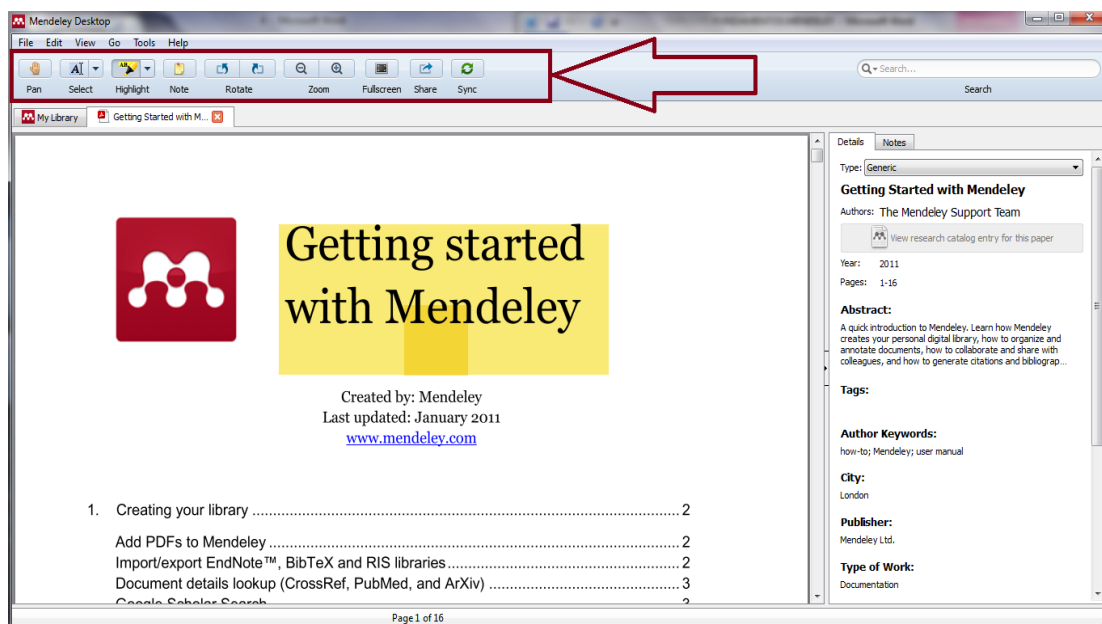 Mendeley Desktop
File Edit View Go Tools Help
Pan Select Highlight Note Rotate Zoom Fullscreen Share Sync
Search...
Search
My Library Getting Started with M...
Getting started
with Mendeley
Created by: Mendeley
Last updated: January 2011
www.mendeley.com
1. Creating your library ... 2
Add PDFs to Mendeley ... 2
Import/export EndNote™, BibTeX and RIS libraries ... 2
Document details lookup (CrossRef, PubMed, and ArXiv) ... 3
Details Notes
Type: Generic
Getting Started with Mendeley
Authors: The Mendeley Support Team
View research catalog entry for this paper
Year: 2011
Pages: 1-16
Abstract:
A quick introduction to Mendeley. Learn how Mendeley
creates your personal digital library, how to organize and
annotate documents, how to collaborate and share with
colleagues, and how to generate citations and bibliograp...
Tags:
Author Keywords:
how-to; Mendeley; user manual
City:
London
Publisher:
Mendeley Ltd.
Type of Work:
Documentation
Page 1 of 16